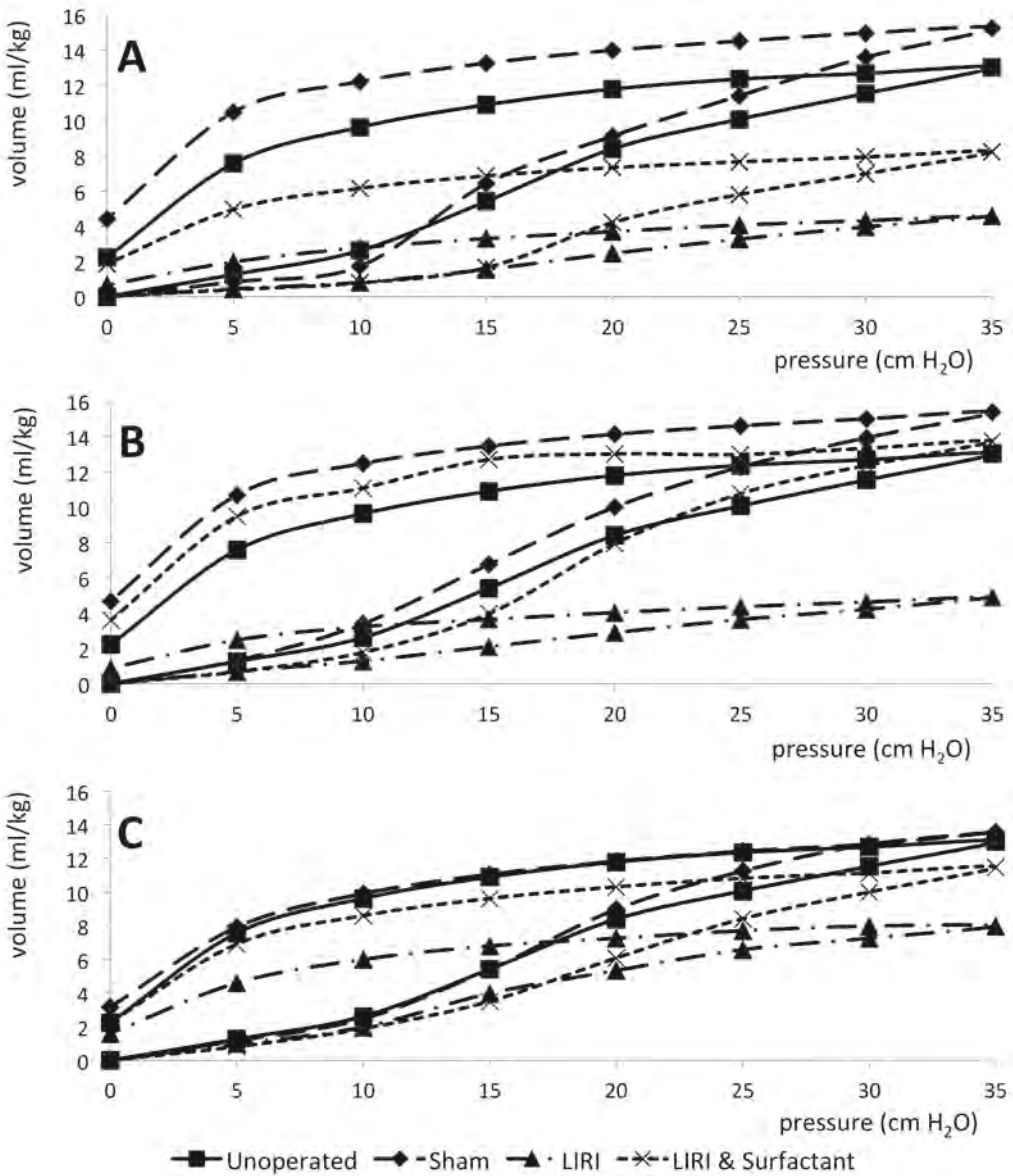 A
volume (ml/kg)
16
14
12
10
8
6
4
2
0
0 5 10 15 20 25 30 35
pressure (cm H₂O)
B
volume (ml/kg)
16
14
12
10
8
6
4
2
0
0 5 10 15 20 25 30 35
pressure (cm H₂O)
C
volume (ml/kg)
16
14
12
10
8
6
4
2
0
0 5 10 15 20 25 30 35
pressure (cm H₂O)
Unoperated Sham LIRI LIRI & Surfactant